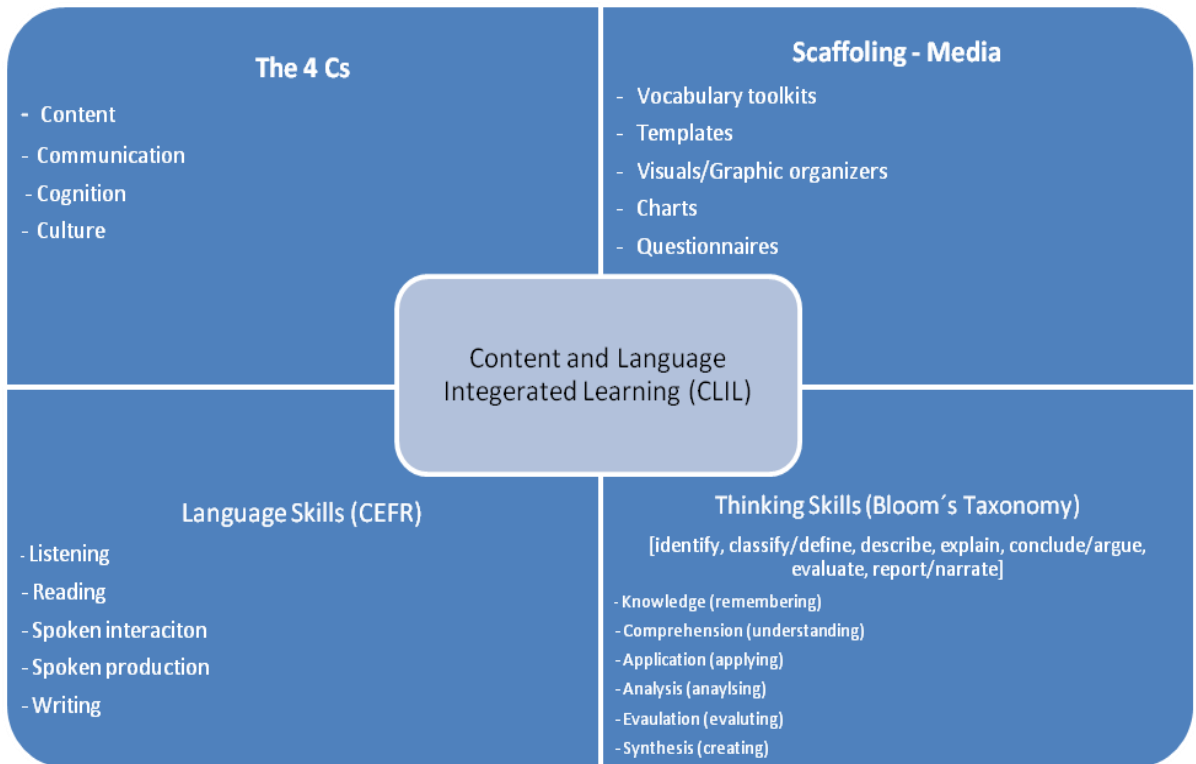 The 4 Cs
- Content
- Communication
- Cognition
- Culture
Scaffoling - Media
- Vocabulary toolkits
- Templates
- Visuals/Graphic organizers
- Charts
- Questionnaires
Content and Language
Integerated Learning (CLIL)
Language Skills (CEFR)
- Listening
- Reading
- Spoken interaciton
- Spoken production
- Writing
Thinking Skills (Bloom´s Taxonomy)
[identify, classify/define, describe, explain, conclude/argue,
evaluate, report/narrate]
- Knowledge (remembering)
- Comprehension (understanding)
- Application (applying)
- Analysis (anaylsing)
- Evaulation (evaluting)
- Synthesis (creating)